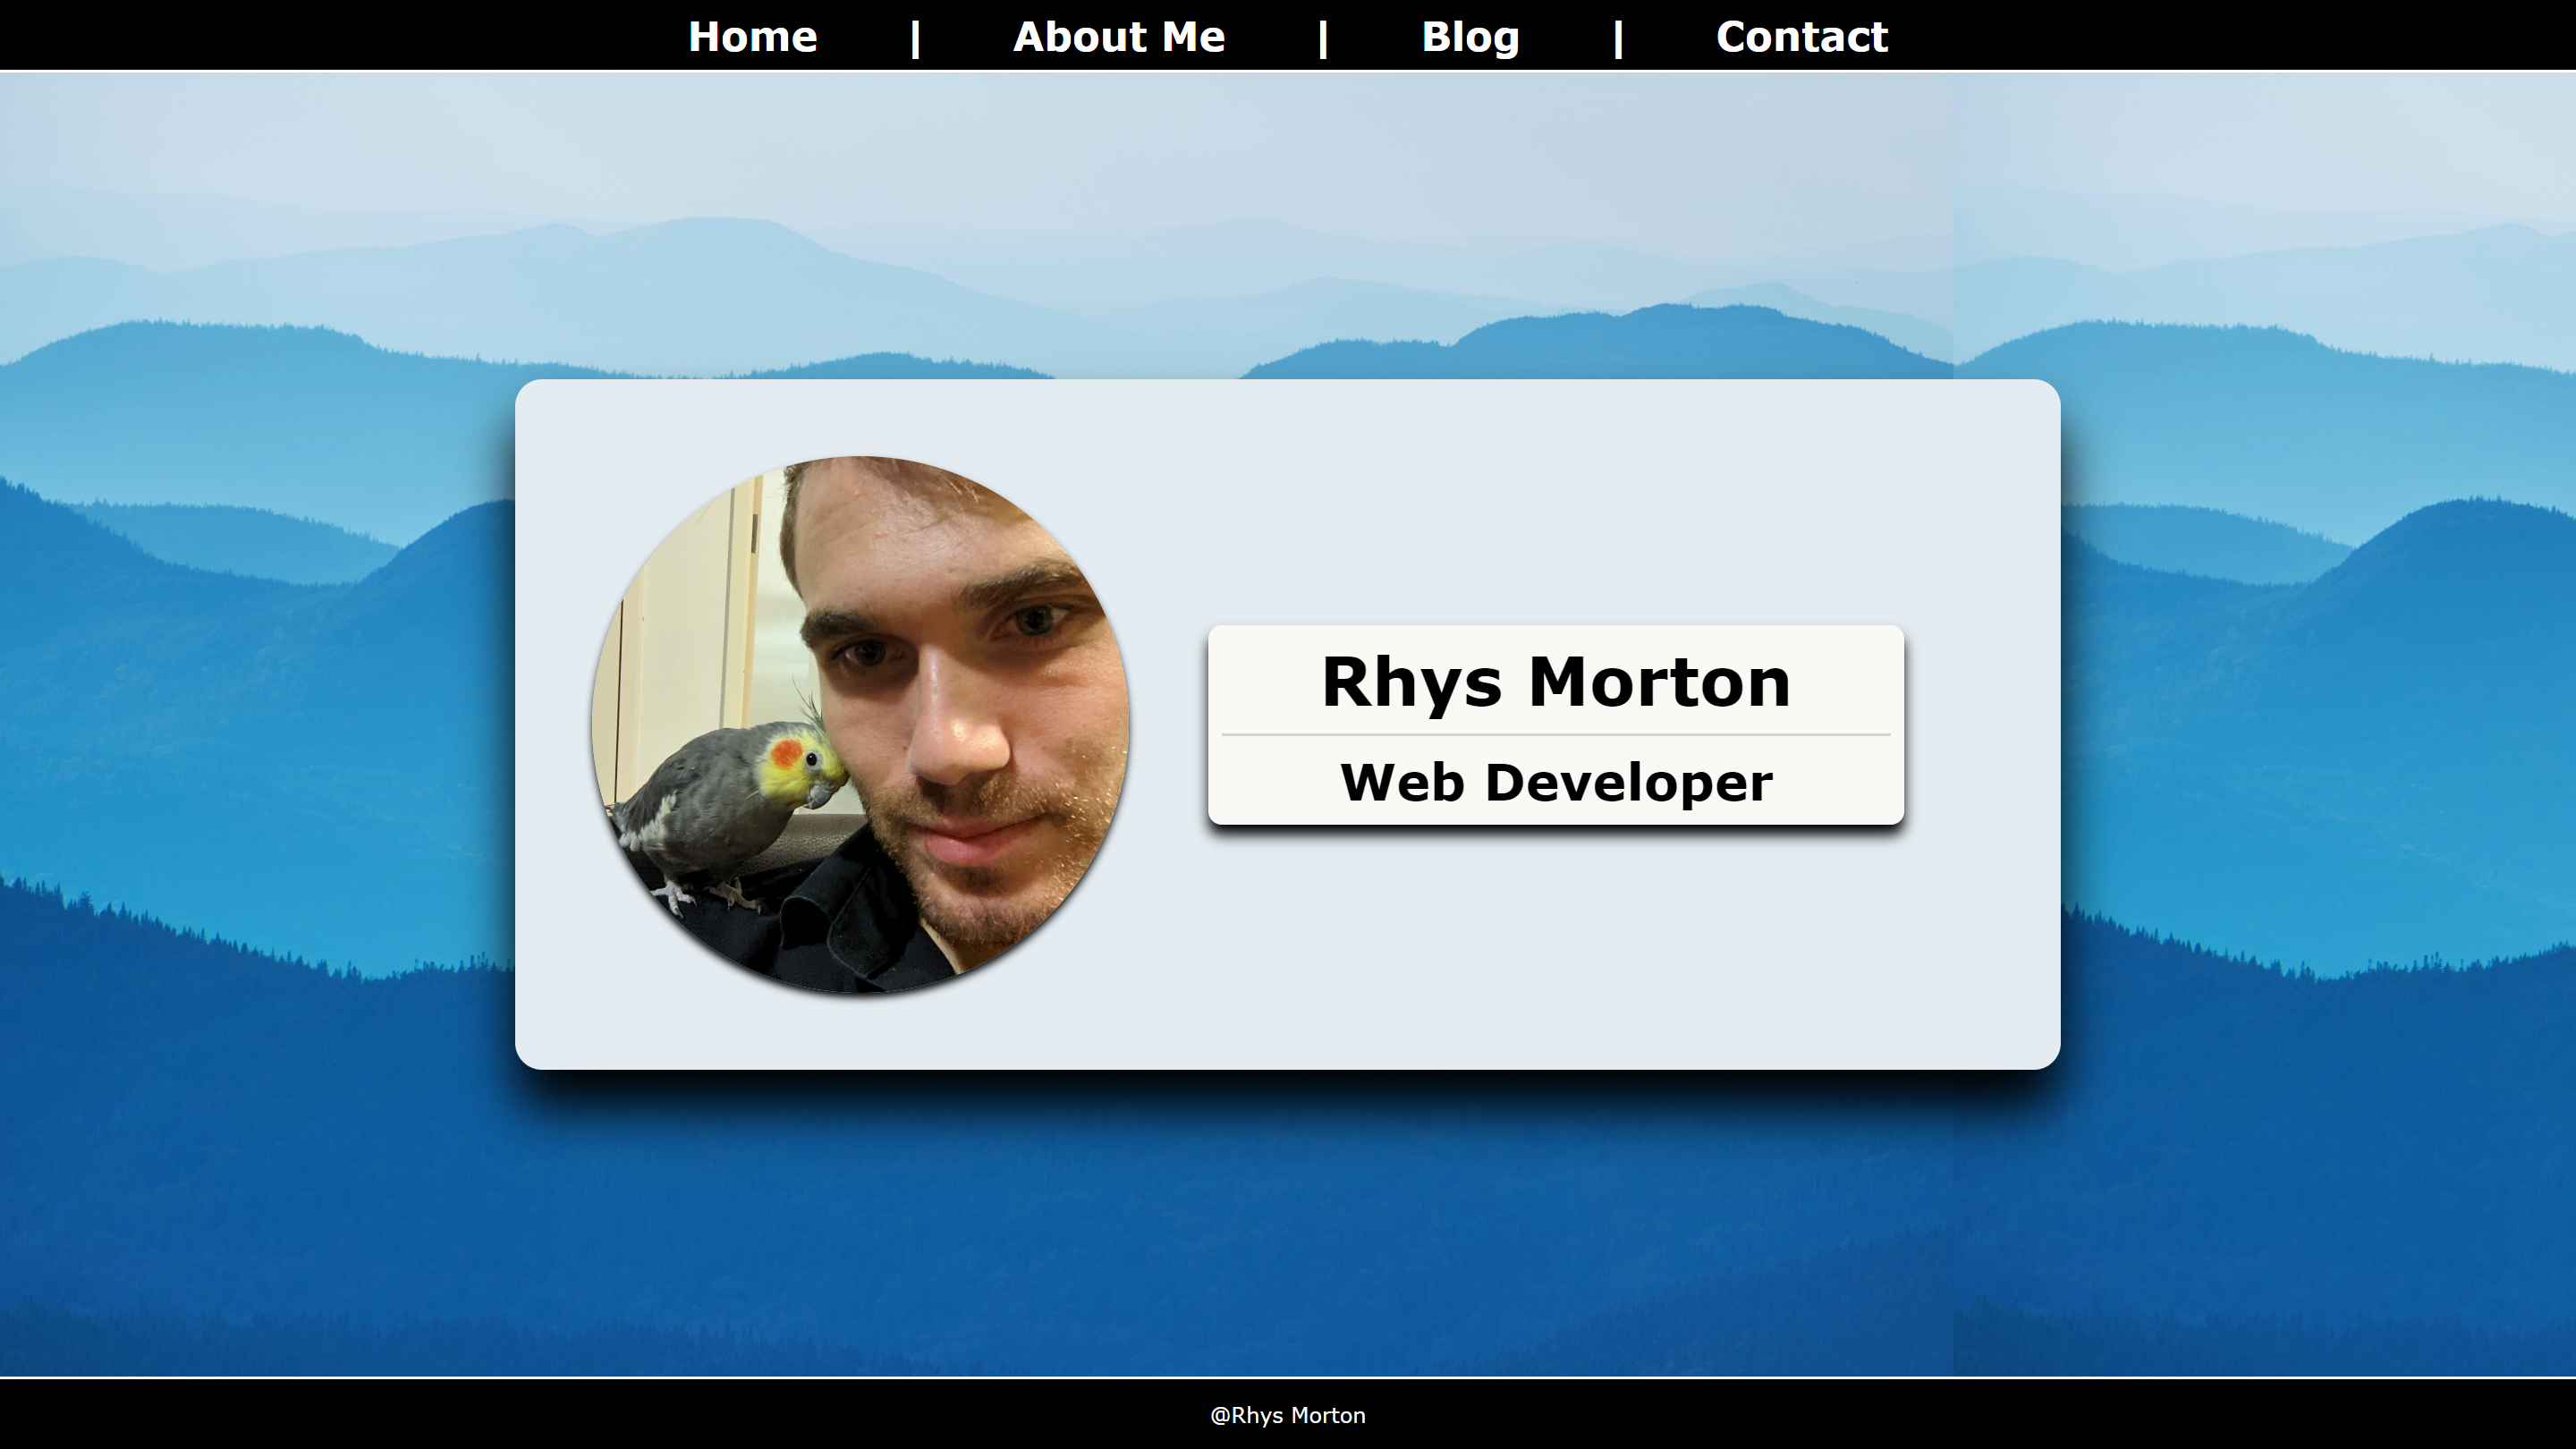 Home | About Me | Blog | Contact
Rhys Morton
Web Developer
@Rhys Morton